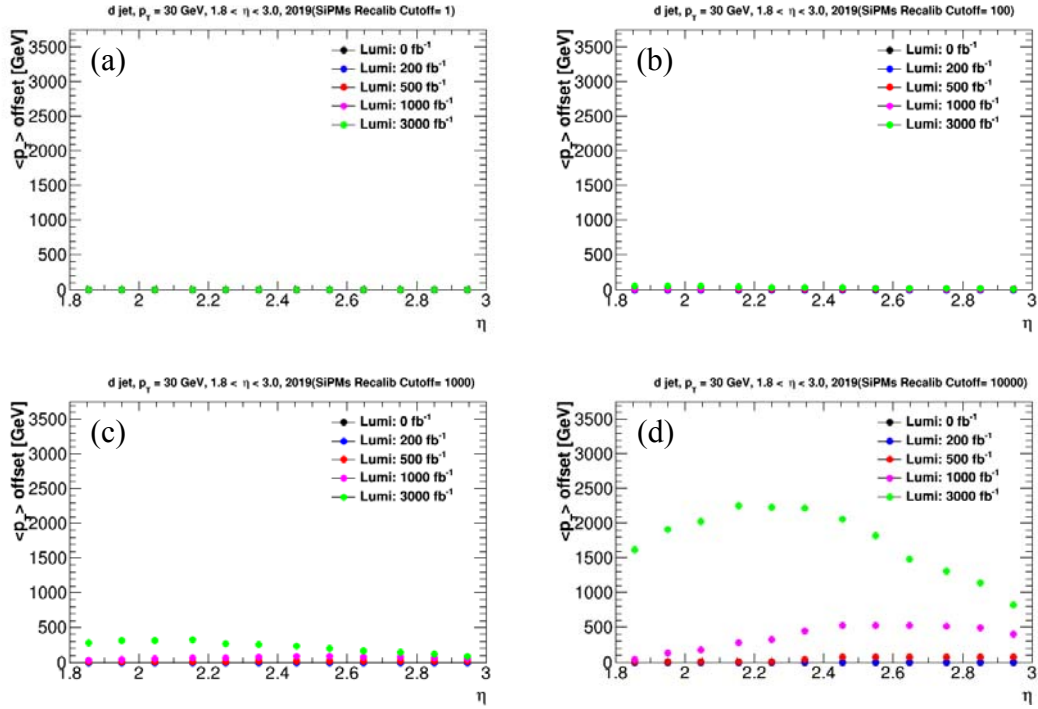 d jet, pT = 30 GeV, 1.8 < η < 3.0, 2019(SiPMs Recalib Cutoff= 1)
(a)
<pT> offset [GeV]
Lumi: 0 fb-1
Lumi: 200 fb-1
Lumi: 500 fb-1
Lumi: 1000 fb-1
Lumi: 3000 fb-1
3500
3000
2500
2000
1500
1000
500
0
1.8 2 2.2 2.4 2.6 2.8 3
η
d jet, pT = 30 GeV, 1.8 < η < 3.0, 2019(SiPMs Recalib Cutoff= 100)
(b)
<pT> offset [GeV]
Lumi: 0 fb-1
Lumi: 200 fb-1
Lumi: 500 fb-1
Lumi: 1000 fb-1
Lumi: 3000 fb-1
3500
3000
2500
2000
1500
1000
500
0
1.8 2 2.2 2.4 2.6 2.8 3
η
d jet, pT = 30 GeV, 1.8 < η < 3.0, 2019(SiPMs Recalib Cutoff= 1000)
(c)
<pT> offset [GeV]
Lumi: 0 fb-1
Lumi: 200 fb-1
Lumi: 500 fb-1
Lumi: 1000 fb-1
Lumi: 3000 fb-1
3500
3000
2500
2000
1500
1000
500
0
1.8 2 2.2 2.4 2.6 2.8 3
η
d jet, pT = 30 GeV, 1.8 < η < 3.0, 2019(SiPMs Recalib Cutoff= 10000)
(d)
<pT> offset [GeV]
Lumi: 0 fb-1
Lumi: 200 fb-1
Lumi: 500 fb-1
Lumi: 1000 fb-1
Lumi: 3000 fb-1
3500
3000
2500
2000
1500
1000
500
0
1.8 2 2.2 2.4 2.6 2.8 3
η